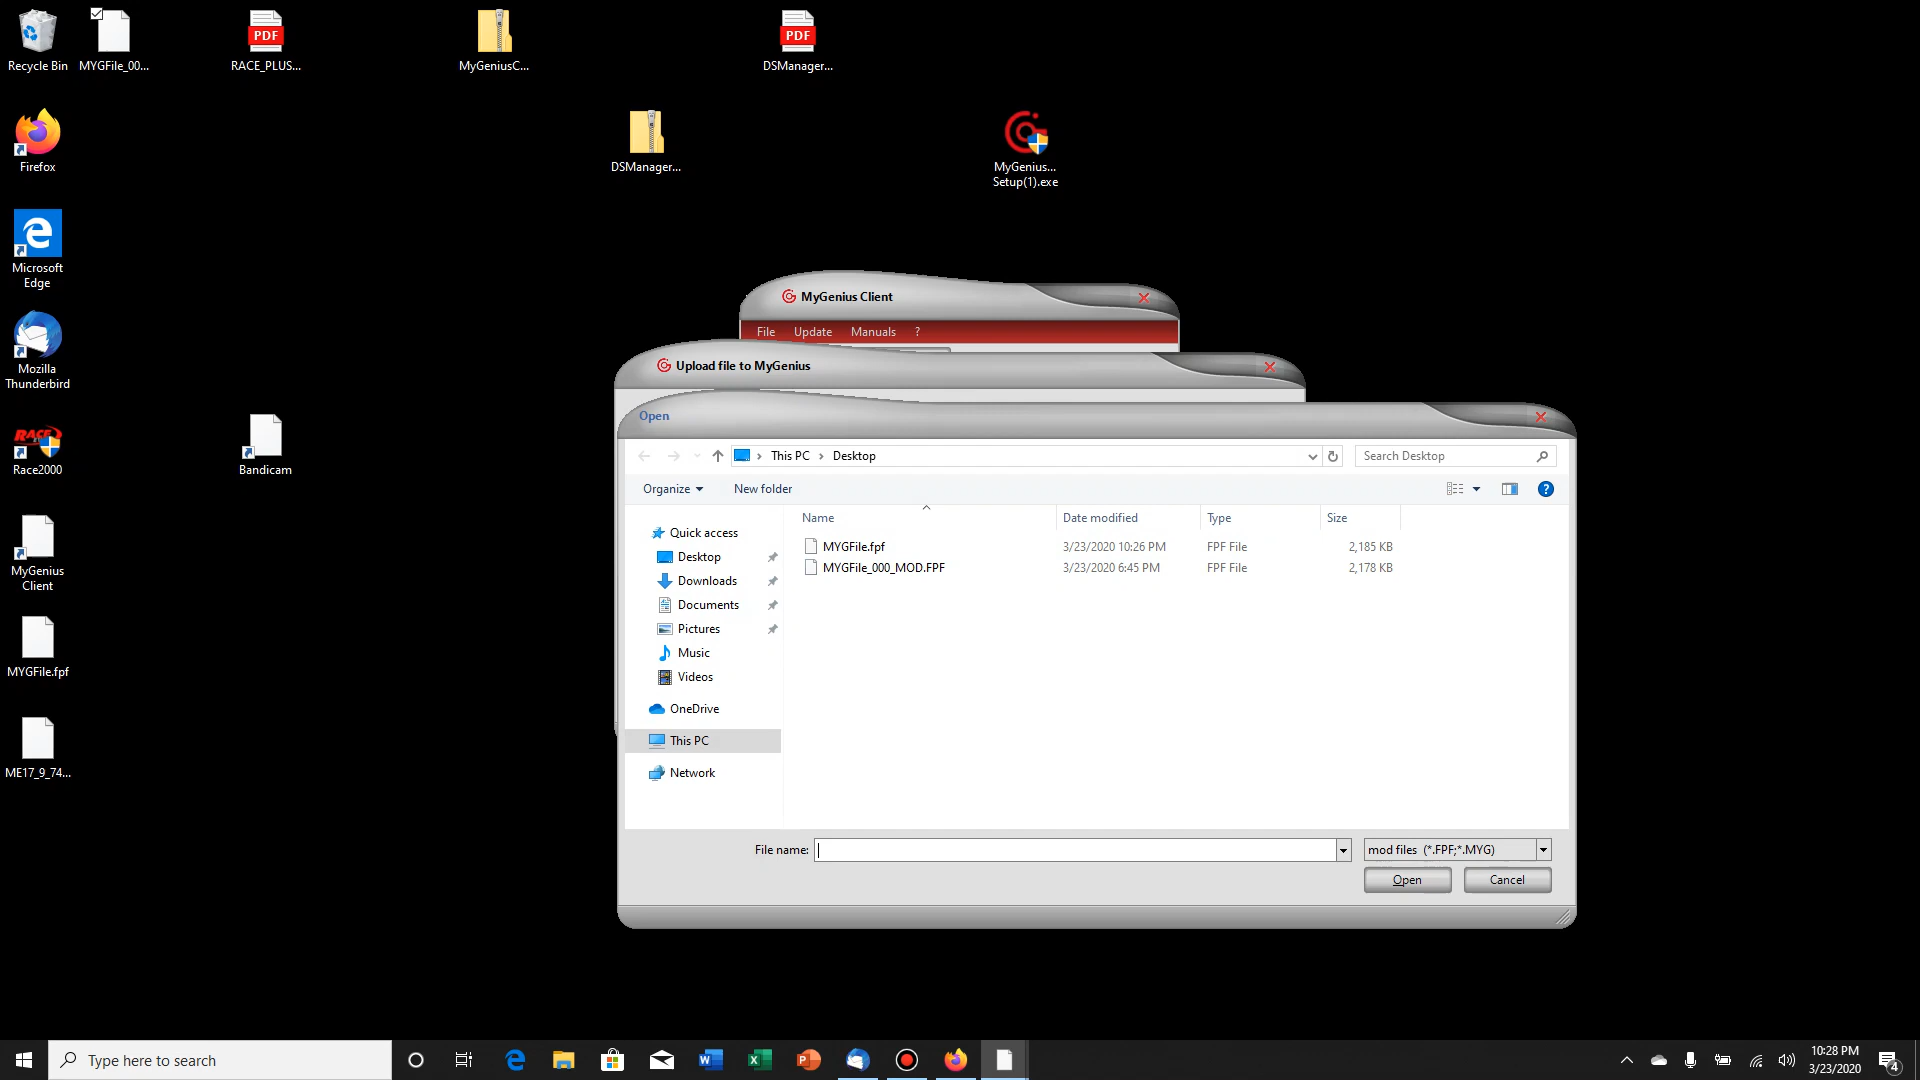 Recycle Bin
MYGFile_00...
RACE_PLUS...
MyGeniusC...
DSManager...
Firefox
DSManager...
MyGenius...
Setup(1).exe
Microsoft
Edge
Mozilla
Thunderbird
Race2000
Bandicam
MyGenius
Client
MYGFile.fpf
ME17_9_74...
MyGenius Client
File Update Manuals ?
Upload file to MyGenius
Open
This PC > Desktop
Search Desktop
Organize New folder
Name Date modified Type Size
MYGFile.fpf 3/23/2020 10:26 PM FPF File 2,185 KB
MYGFile_000_MOD.FPF 3/23/2020 6:45 PM FPF File 2,178 KB
Quick access
Desktop
Downloads
Documents
Pictures
Music
Videos
OneDrive
This PC
Network
File name:
mod files (*.FPF;*.MYG)
Open Cancel
Type here to search
10:28 PM
3/23/2020
4